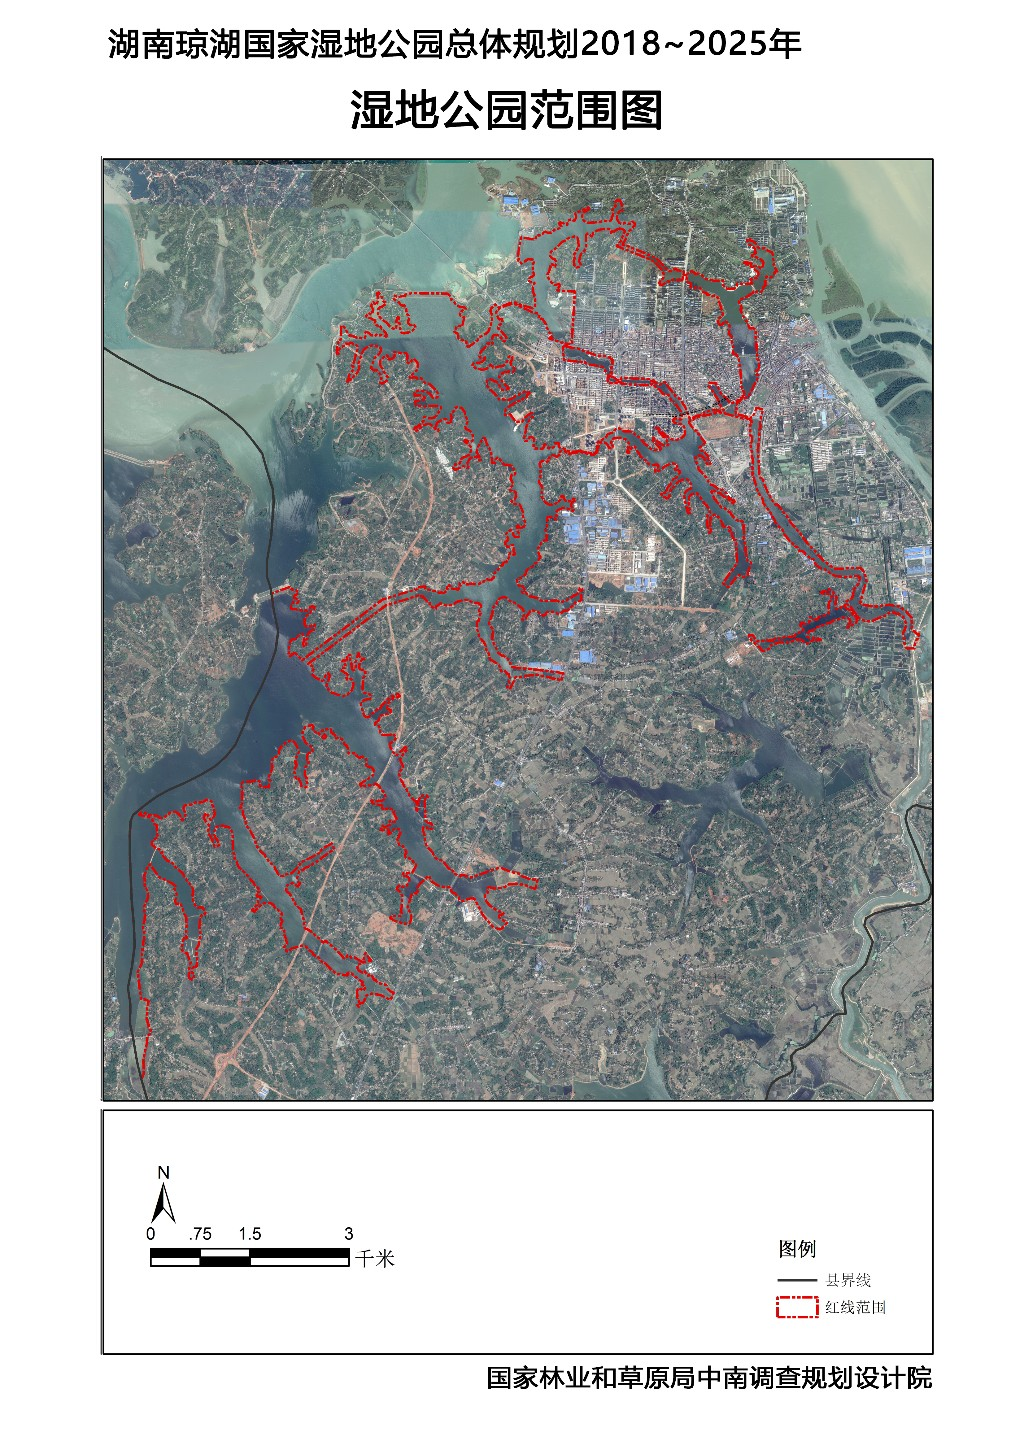 湖南琼湖国家湿地公园总体规划2018~2025年
湿地公园范围图
N
0 .75 1.5 3
千米
图例
县界线
红线范围
国家林业和草原局中南调查规划设计院